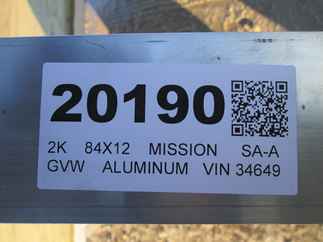 20190
2K 84X12 MISSION SA-A
GVW ALUMINUM VIN 34649